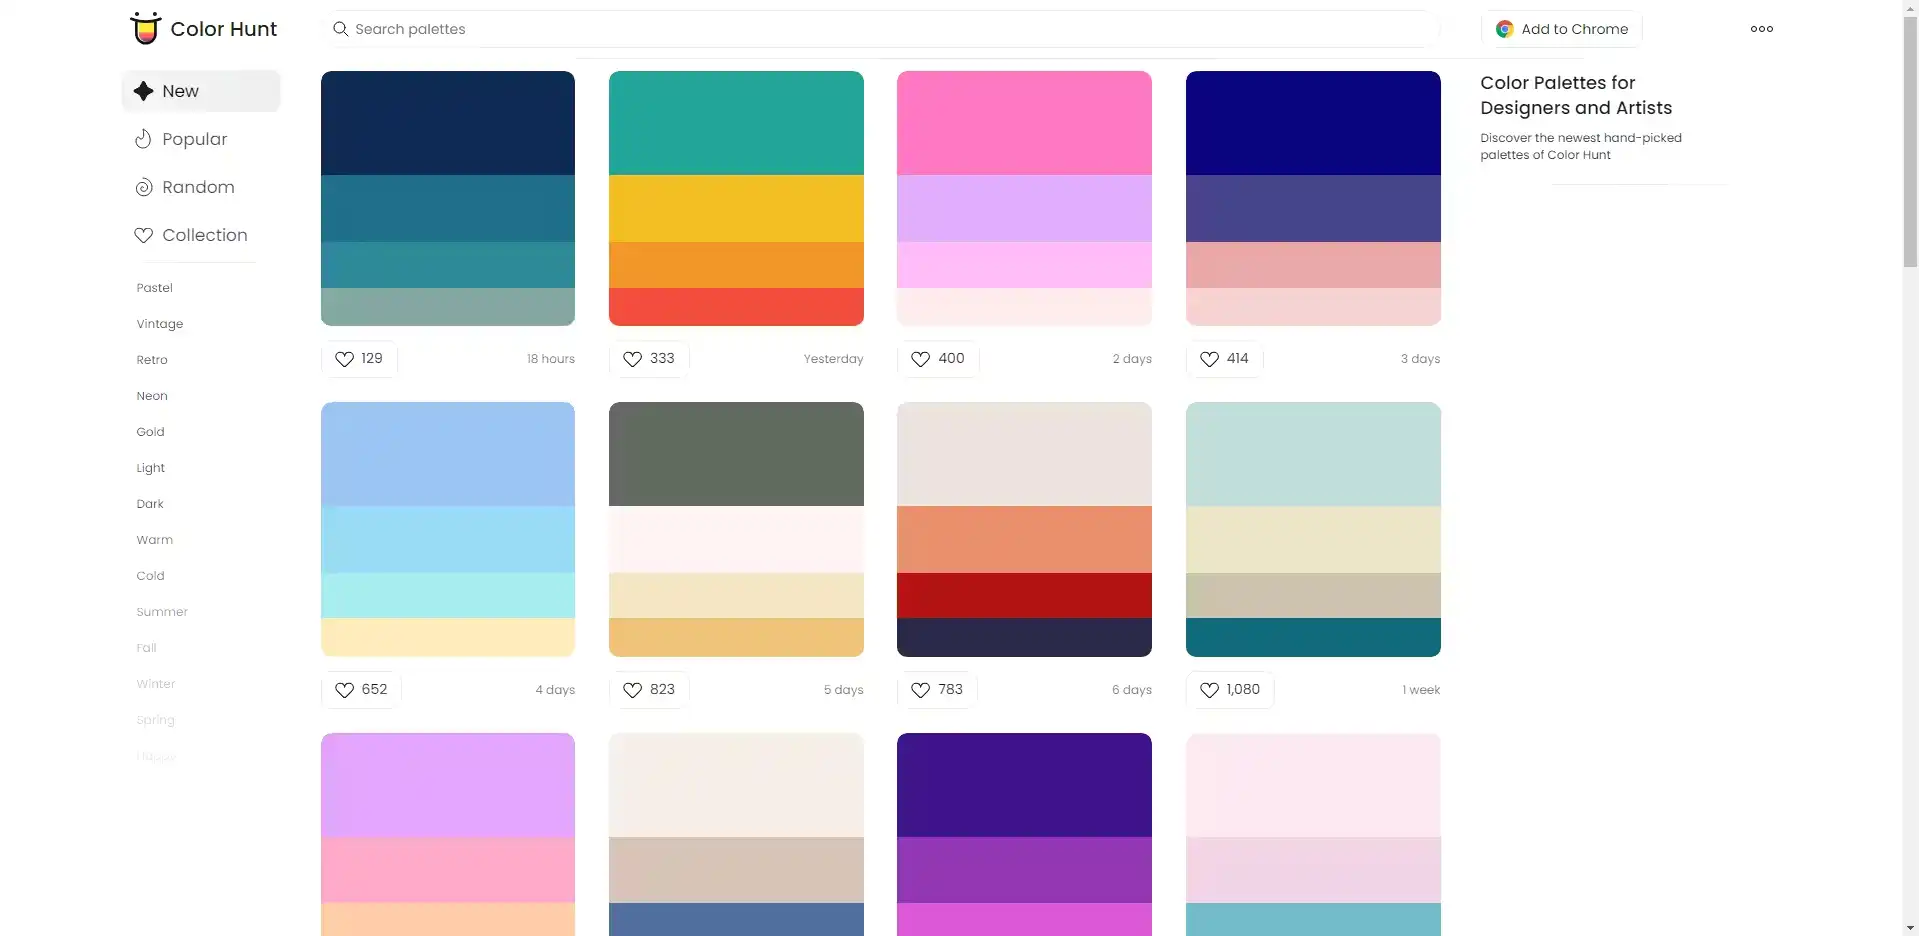 Color Hunt
Search palettes
Add to Chrome
New
Popular
Random
Collection
Pastel
Vintage
Retro
Neon
Gold
Light
Dark
Warm
Cold
Summer
Fall
Winter
Spring
Happy
129
18 hours
333
Yesterday
400
2 days
414
3 days
652
4 days
823
5 days
783
6 days
1,080
1 week
Color Palettes for
Designers and Artists
Discover the newest hand-picked
palettes of Color Hunt